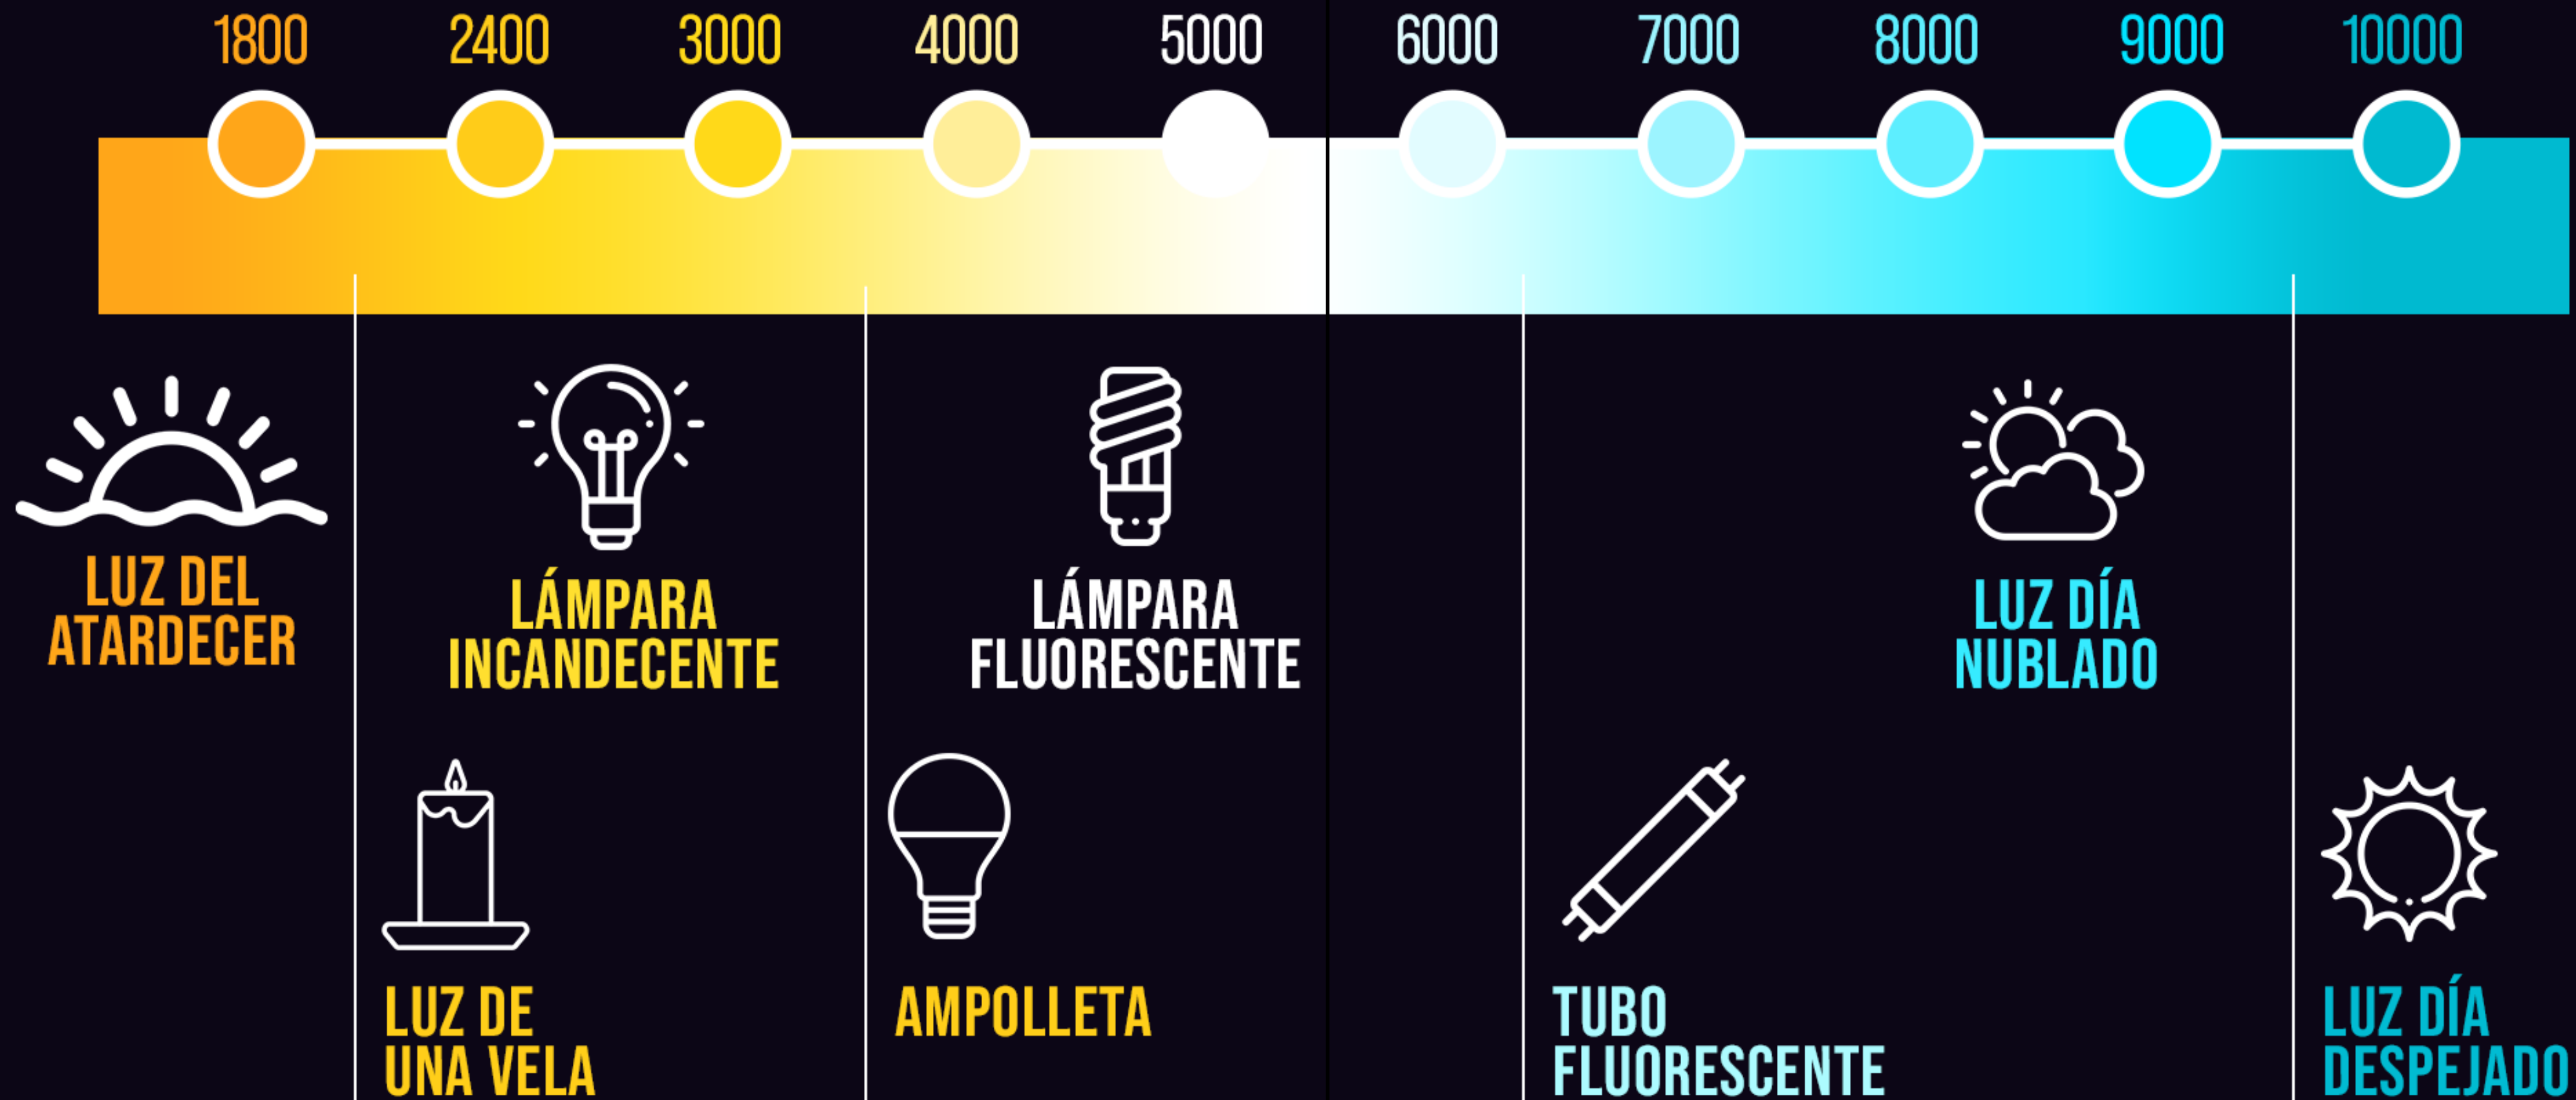 1800 2400 3000 4000 5000 6000 7000 8000 9000 10000
LUZ DEL
ATARDECER
LÁMPARA
INCANDECENTE
LÁMPARA
FLUORESCENTE
LUZ DÍA
NUBLADO
LUZ DE
UNA VELA
AMPOLLETA
TUBO
FLUORESCENTE
LUZ DÍA
DESPEJADO